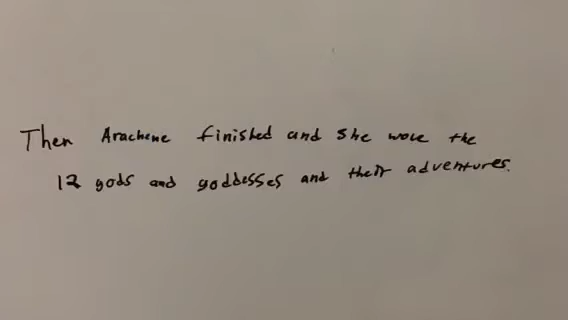 Then Arachene finished and she wove the
12 gods and goddesses and their adventures.